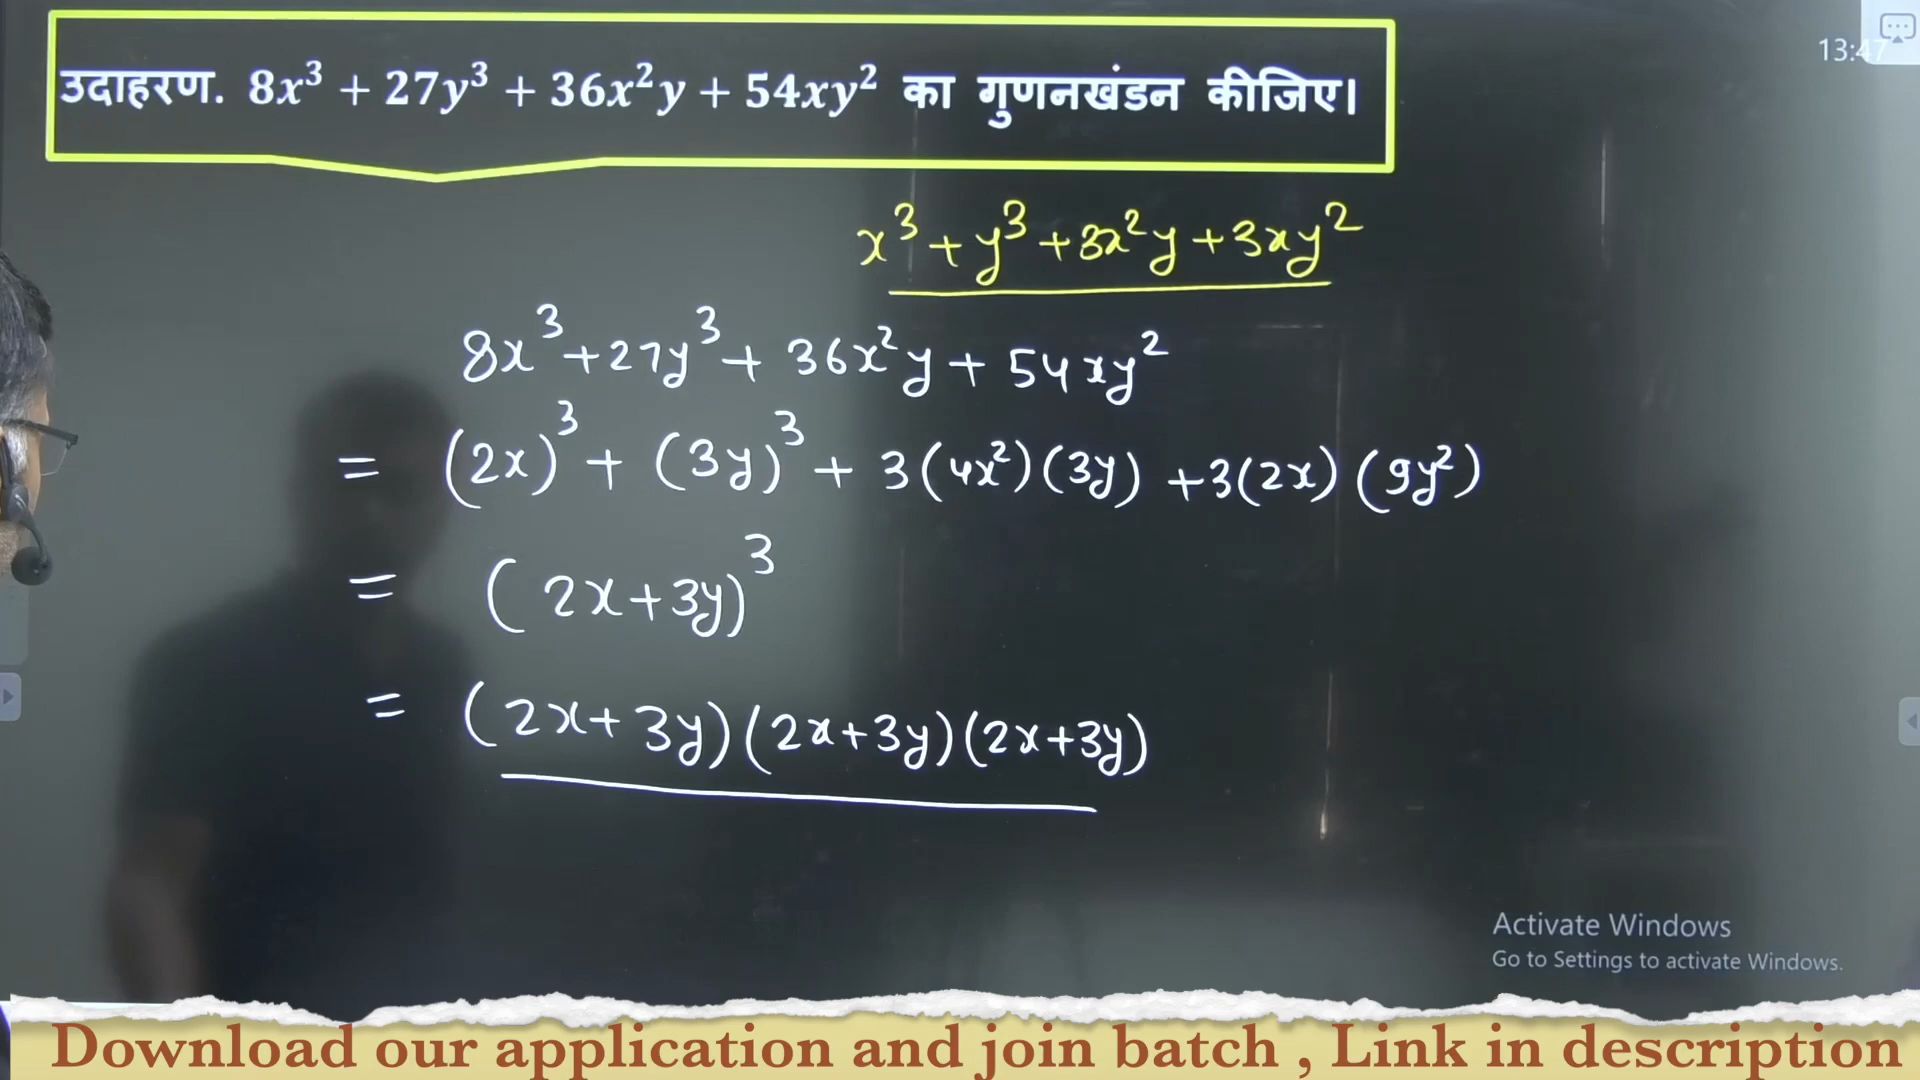 13:47
उदाहरण. 8x³ + 27y³ + 36x²y + 54xy² का गुणनखंडन कीजिए।
x³ + y³ + 3x²y + 3xy²
8x³ + 27y³ + 36x²y + 54xy²
= (2x)³ + (3y)³ + 3(4x²)(3y) + 3(2x)(9y²)
= (2x+3y)³
= (2x+3y)(2x+3y)(2x+3y)
Activate Windows
Go to Settings to activate Windows.
Download our application and join batch , Link in description